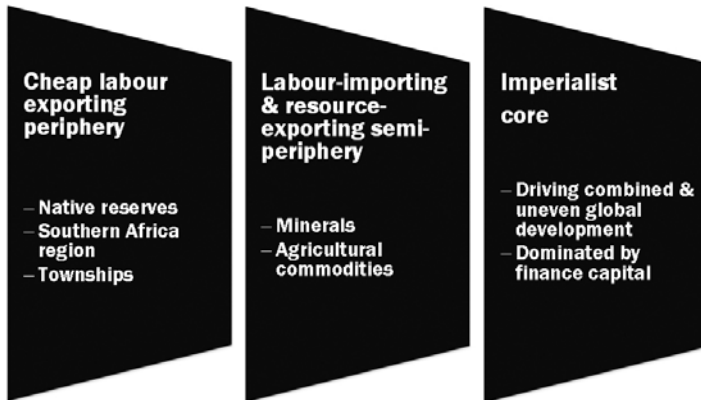 Cheap labour
exporting
periphery
– Native reserves
– Southern Africa
region
– Townships
Labour-importing
& resource-
exporting semi-
periphery
– Minerals
– Agricultural
commodities
Imperialist
core
– Driving combined &
uneven global
development
– Dominated by
finance capital